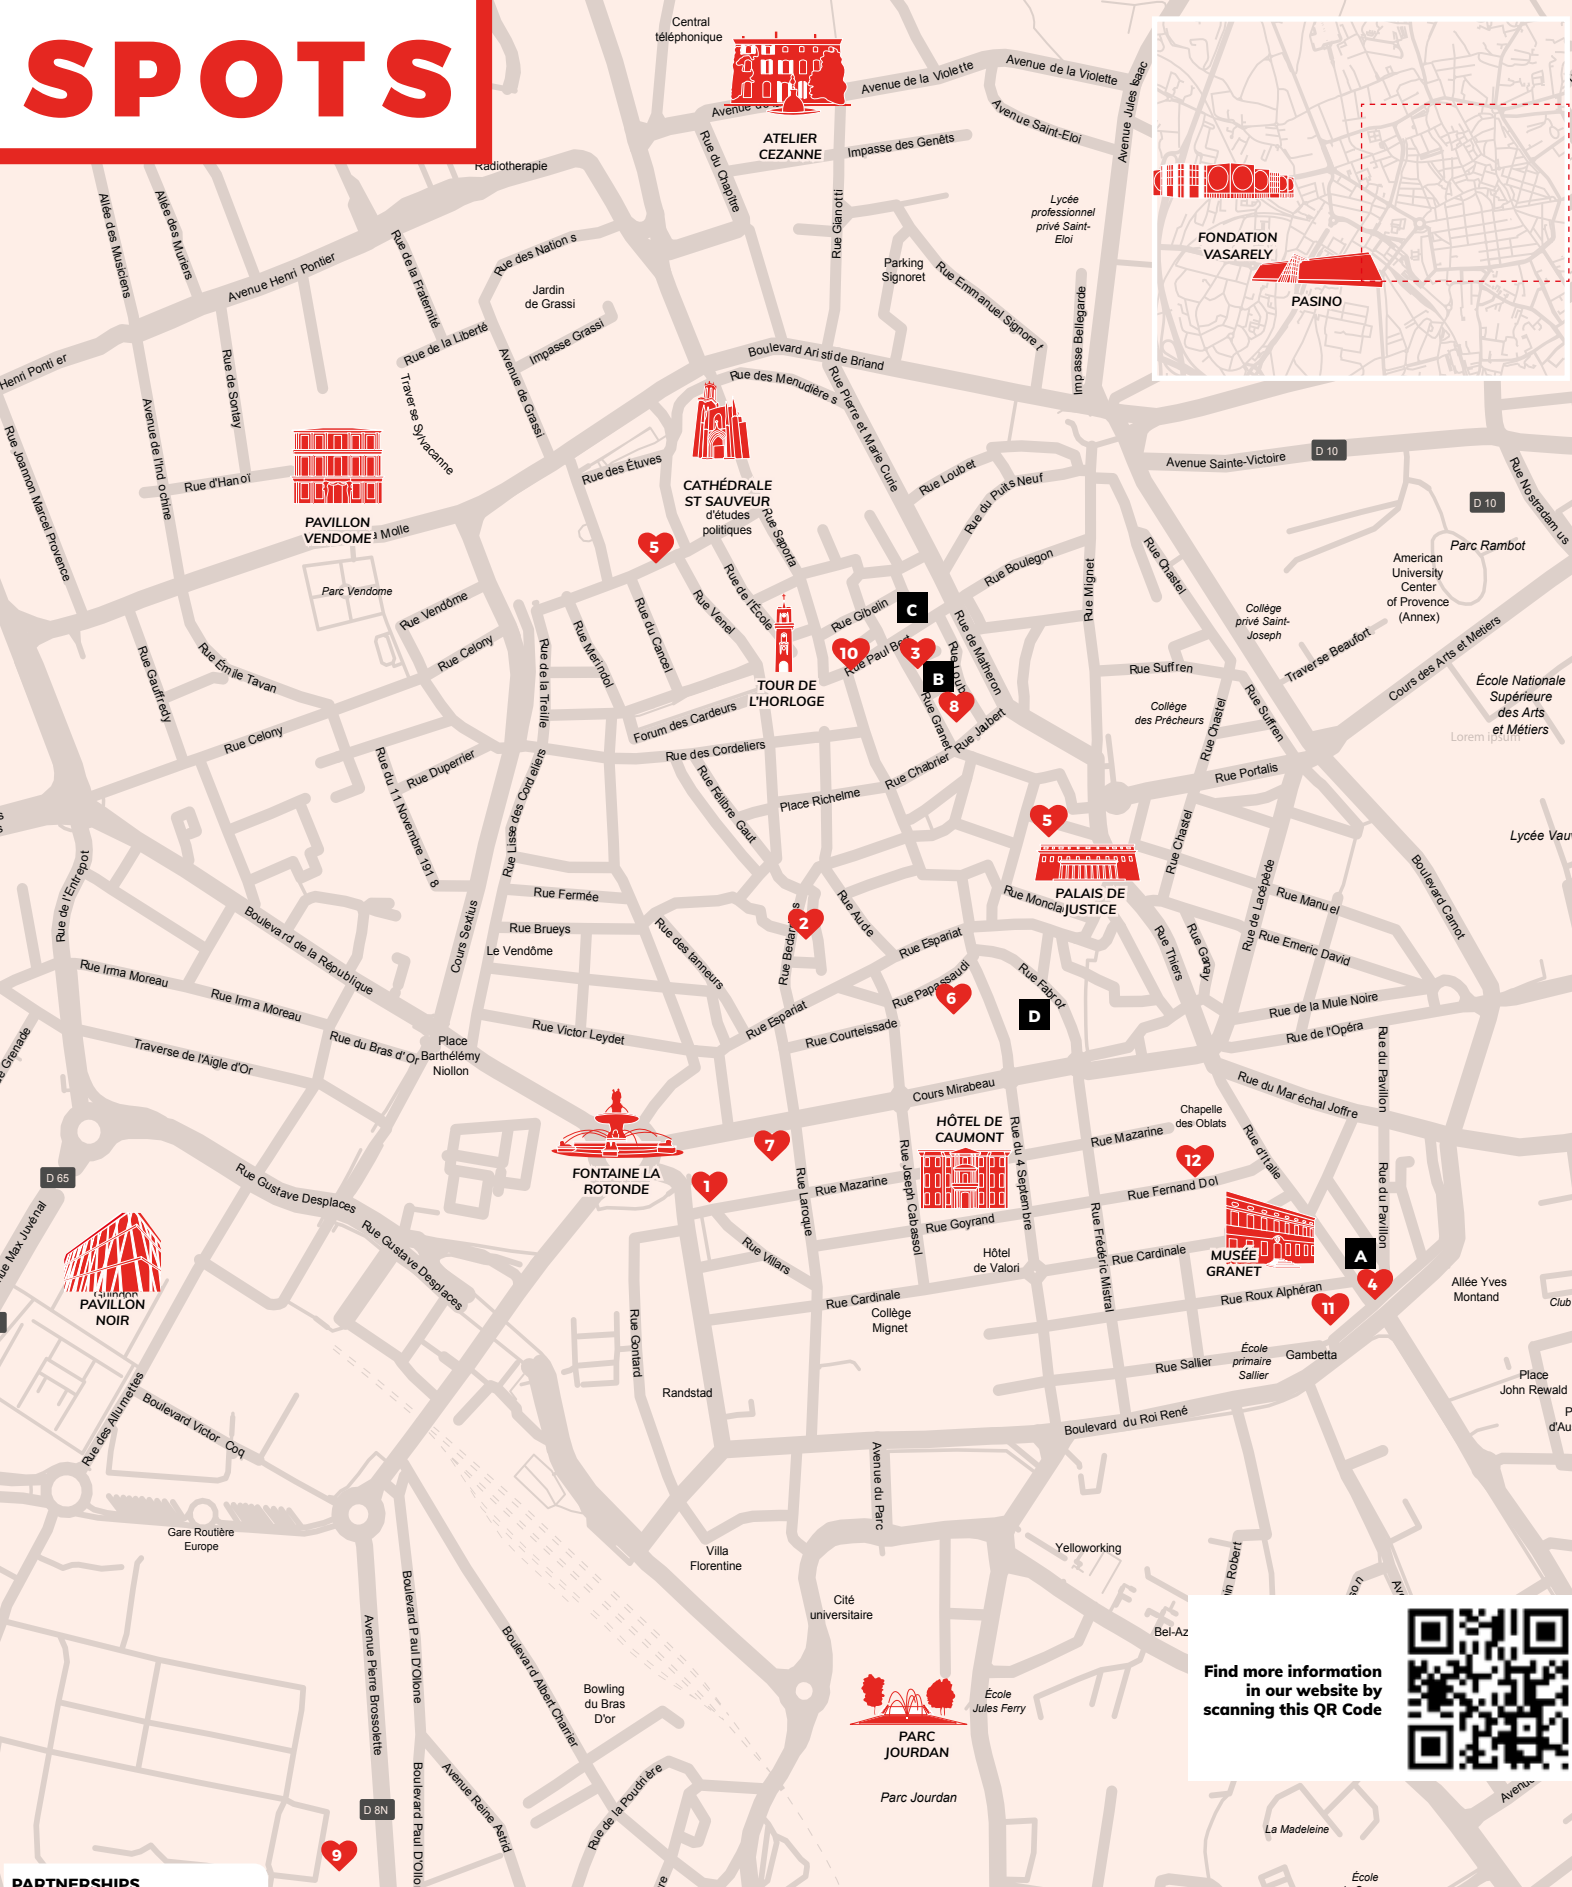 SPOTS
Central
téléphonique
Avenue de la Violette
Avenue de la Violette
Avenue Jules Isaac
Avenue Saint-Eloi
ATELIER
CEZANNE
Impasse des Genêts
Rue du Chapitre
Radiotherapie
Rue Gianotti
Lycée
professionnel
privé Saint-
Eloi
FONDATION
VASARELY
PASINO
Allée des Musiciens
Allée des Muriers
Avenue Henri Pontier
Rue de la Fraternité
Rue des Nations
Jardin
de Grassi
Parking
Signoret
Rue Emmanuel Signoret
Impasse Bellegarde
Rue de la Liberté
Impasse Grassi
Henri Pontier
Rue de Sontay
Traverse Sylvacanne
Avenue de Grassi
Boulevard Aristide Briand
Rue des Menudières
Rue Pierre et Marie Curie
Rue Joannon Marcel Provence
Avenue de l'Indochine
Rue d'Hanoï
Rue des Étuves
CATHÉDRALE
ST SAUVEUR
d'études
politiques
Rue Saporta
Rue Loubet
Rue du Puits Neuf
Avenue Sainte-Victoire
D 10
D 10
Rue Nostradamus
Parc Rambot
PAVILLON
VENDOME
a Molle
5
Parc Vendome
Rue Vendôme
Rue Celony
Rue de l'École
Rue Venel
Rue du Cancel
Rue Merindol
Rue de la Treille
Rue Gibelin
C
Rue Boulegon
Rue Mignet
Rue Chastel
American
University
Center
of Provence
(Annex)
Collège
privé Saint-
Joseph
Traverse Beaufort
Cours des Arts et Metiers
Rue Gauffredy
Rue Émile Tavan
TOUR DE
L'HORLOGE
10
Rue Paul Bert
3
B
8
Rue de Matheron
Rue Granet
Rue Jaubert
Rue Suffren
Collège
des Prêcheurs
Rue Chastel
Rue Suffren
École Nationale
Supérieure
des Arts
et Métiers
Lorem ipsum
Rue Celony
Forum des Cardeurs
Rue des Cordeliers
Rue du 11 Novembre 1918
Rue Duperrier
Rue Lisse des Cordeliers
Rue Félibre Gaut
Place Richelme
Rue Chabrier
Rue Portalis
5
PALAIS DE
JUSTICE
Rue Chastel
Lycée Vau
Rue de l'Entrepot
Boulevard de la République
Cours Sextius
Rue Fermée
Rue Brueys
Le Vendôme
Rue des tanneurs
2
Rue Aude
Rue Espariat
Rue Moncla
Rue Thiers
Rue Ganay
Rue de Lacépède
Rue Manuel
Rue Emeric David
Boulevard Carnot
Rue Irma Moreau
Rue Irma Moreau
Rue Papassaudi
6
Rue Fabrot
D
Rue de la Mule Noire
Rue de l'Opéra
Rue du Pavillon
Rue du Bras d'Or
Place
Barthélémy
Niollon
Rue Victor Leydet
Rue Espariat
Rue Courteissade
Traverse de l'Aigle d'Or
Cours Mirabeau
Rue du Maréchal Joffre
HÔTEL DE
CAUMONT
Rue du 4 Septembre
Chapelle
des Oblats
Rue Mazarine
12
Rue d'Italie
Rue Fernand Dol
Rue du Pavillon
FONTAINE LA
ROTONDE
7
1
Rue Laroque
Rue Mazarine
Rue Joseph Cabassol
Rue Goyrand
D 65
Rue Gustave Desplaces
Rue Gustave Desplaces
Rue Villars
Hôtel
de Valori
Rue Frédéric Mistral
Rue Cardinale
MUSÉE
GRANET
A
4
Rue Roux Alphéran
11
Allée Yves
Montand
Club
PAVILLON
NOIR
Rue Cardinale
Collège
Mignet
Rue Gontard
Rue Sallier
École
primaire
Sallier
Gambetta
Place
John Rewald
P
d'Au
Randstad
Boulevard du Roi René
Rue des Allumettes
Boulevard Victor Coq
Avenue du Parc
Gare Routière
Europe
Villa
Florentine
Yelloworking
Cité
universitaire
Bel-Az
Find more information
in our website by
scanning this QR Code
Boulevard Paul D'Ollone
Avenue Pierre Brossolette
Boulevard Albert Charrier
Bowling
du Bras
D'or
École
Jules Ferry
PARC
JOURDAN
Parc Jourdan
Avenue Reine Astrid
Rue de la Poudrière
D 8N
9
La Madeleine
École
PARTNERSHIPS